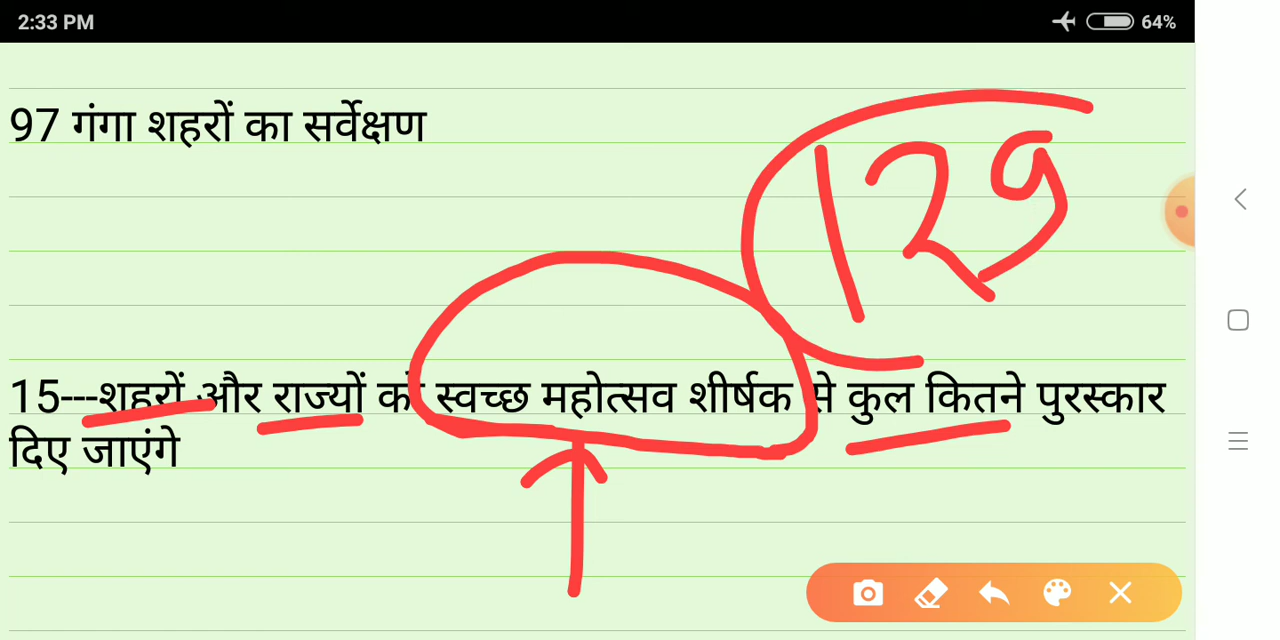 2:33 PM
64%
97 गंगा शहरों का सर्वेक्षण
129
15---शहरों और राज्यों को स्वच्छ महोत्सव शीर्षक से कुल कितने पुरस्कार
दिए जाएंगे